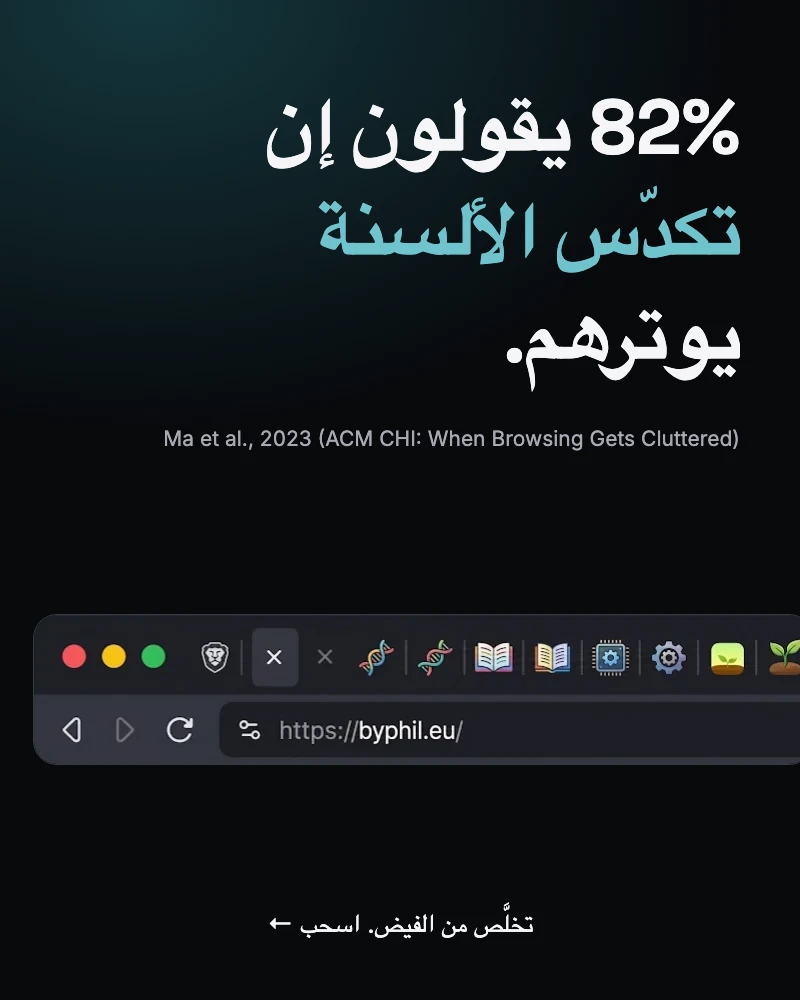 82% يقولون إن
تكدّس الألسنة
يوترهم.
Ma et al., 2023 (ACM CHI: When Browsing Gets Cluttered)
https://byphil.eu/
تخلَّص من الفيض. اسحب ←